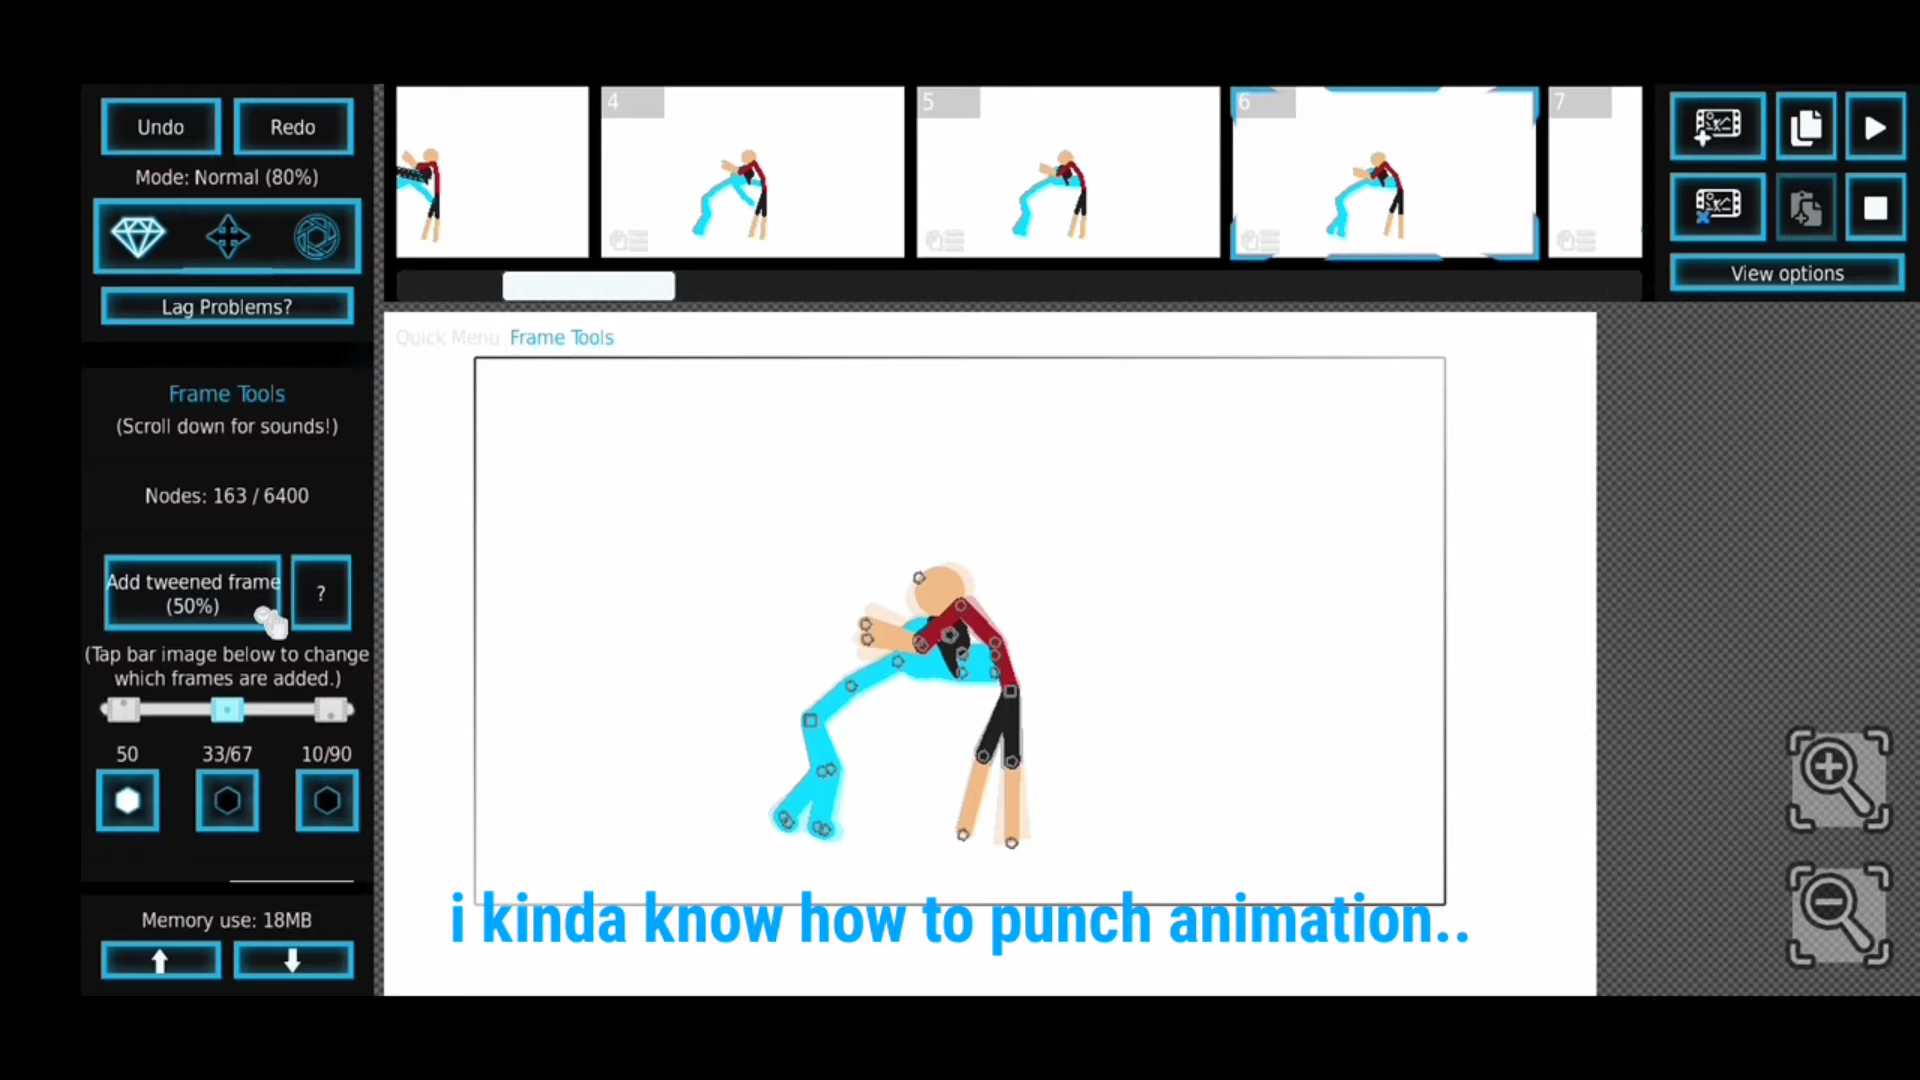 Undo Redo
Mode: Normal (80%)
Lag Problems?
4 5 6 7
View options
Quick Menu Frame Tools
Frame Tools
(Scroll down for sounds!)
Nodes: 163 / 6400
Add tweened frame
(50%)
?
(Tap bar image below to change
which frames are added.)
50 33/67 10/90
Memory use: 18MB
i kinda know how to punch animation..